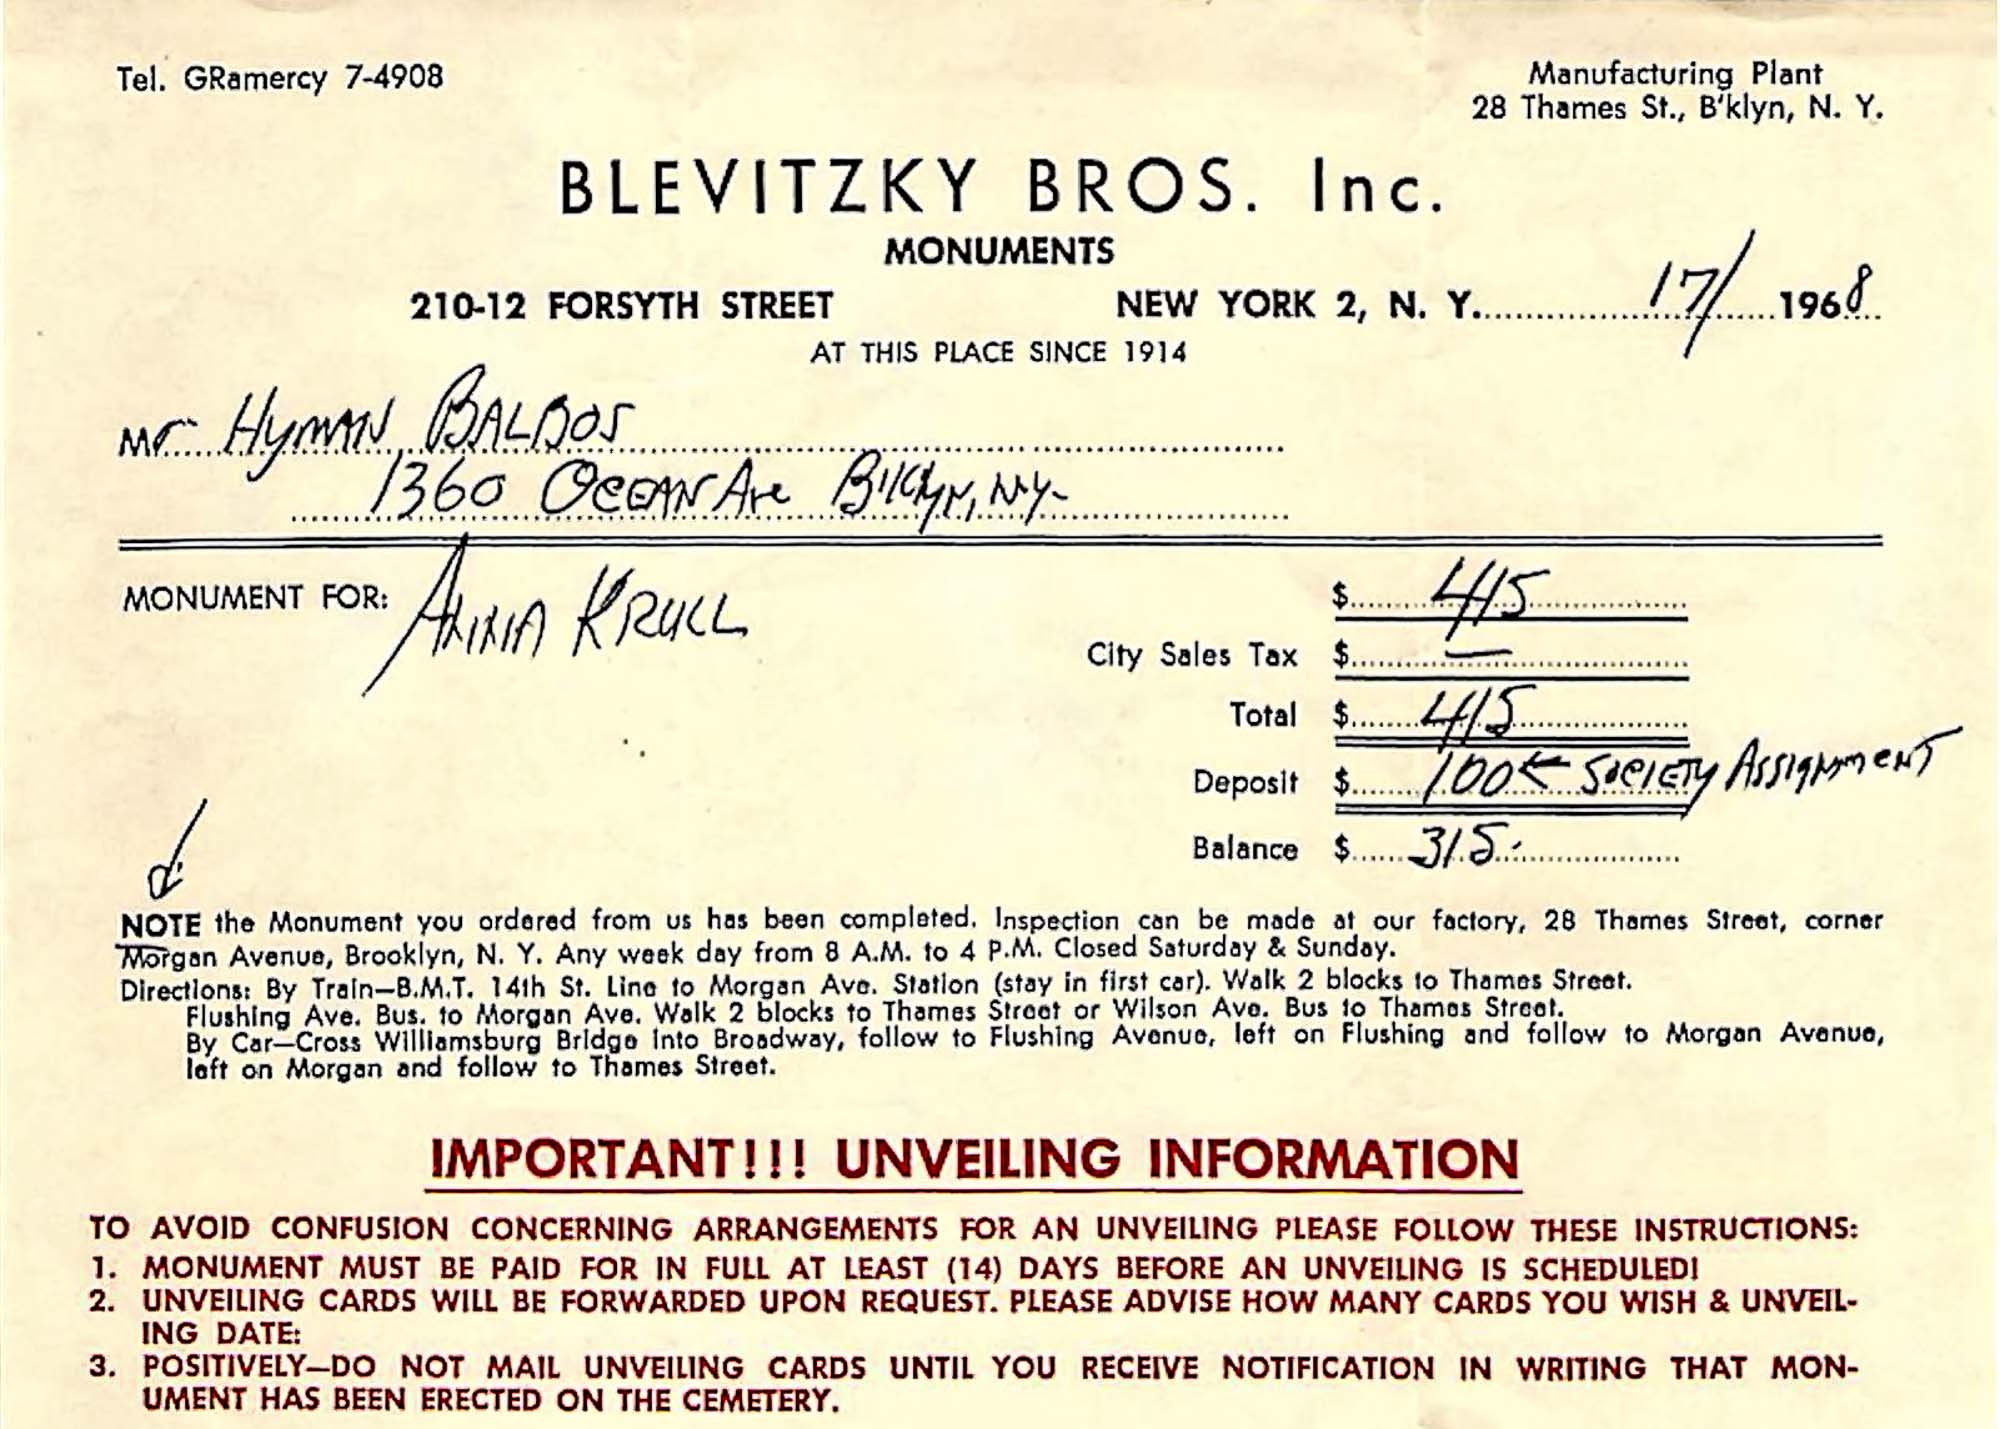 Tel. GRamercy 7-4908
Manufacturing Plant
28 Thames St., B'klyn, N. Y.
BLEVITZKY BROS. Inc.
MONUMENTS
210-12 FORSYTH STREET NEW YORK 2, N. Y. 17/ 1968
AT THIS PLACE SINCE 1914
Mr. HYMAN BALBOS
1360 OCEAN Ave B'klyn, N.Y.
MONUMENT FOR: ANNA KRULL
$ 415
City Sales Tax $ —
Total $ 415
Deposit $ 100 ← SOCIETY ASSIGNMENT
Balance $ 315.
NOTE the Monument you ordered from us has been completed. Inspection can be made at our factory, 28 Thames Street, corner
Morgan Avenue, Brooklyn, N. Y. Any week day from 8 A.M. to 4 P.M. Closed Saturday & Sunday.
Directions: By Train—B.M.T. 14th St. Line to Morgan Ave. Station (stay in first car). Walk 2 blocks to Thames Street.
Flushing Ave. Bus. to Morgan Ave. Walk 2 blocks to Thames Street or Wilson Ave. Bus to Thames Street.
By Car—Cross Williamsburg Bridge into Broadway, follow to Flushing Avenue, left on Flushing and follow to Morgan Avenue,
left on Morgan and follow to Thames Street.
IMPORTANT!!! UNVEILING INFORMATION
TO AVOID CONFUSION CONCERNING ARRANGEMENTS FOR AN UNVEILING PLEASE FOLLOW THESE INSTRUCTIONS:
1. MONUMENT MUST BE PAID FOR IN FULL AT LEAST (14) DAYS BEFORE AN UNVEILING IS SCHEDULED!
2. UNVEILING CARDS WILL BE FORWARDED UPON REQUEST. PLEASE ADVISE HOW MANY CARDS YOU WISH & UNVEIL-
ING DATE:
3. POSITIVELY—DO NOT MAIL UNVEILING CARDS UNTIL YOU RECEIVE NOTIFICATION IN WRITING THAT MON-
UMENT HAS BEEN ERECTED ON THE CEMETERY.